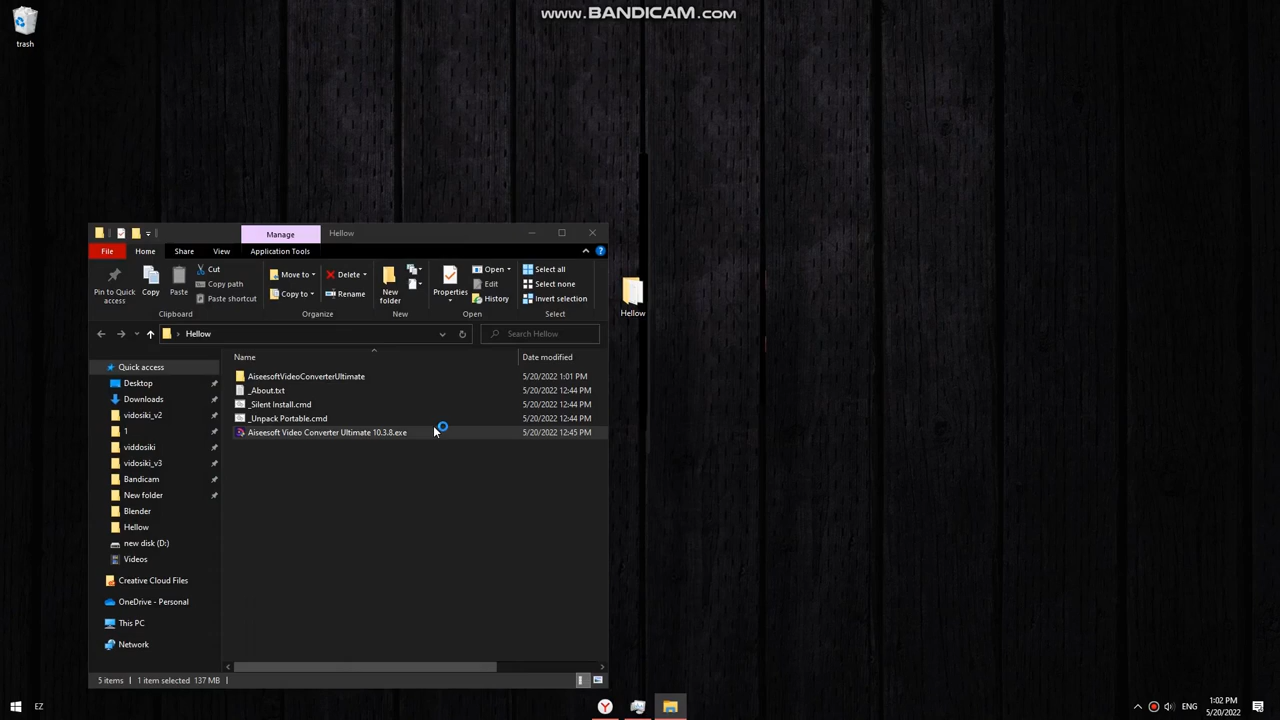 www.BANDICAM.com
trash
Manage
Hellow
File
Home
Share
View
Application Tools
Pin to Quick access
Copy
Paste
Cut
Copy path
Paste shortcut
Clipboard
Move to
Copy to
Delete
Rename
Organize
New folder
New
Properties
Open
Edit
History
Open
Select all
Select none
Invert selection
Select
Hellow
Search Hellow
Hellow
Name
Date modified
Quick access
Desktop
Downloads
vidosiki_v2
1
viddosiki
vidosiki_v3
Bandicam
New folder
Blender
Hellow
new disk (D:)
Videos
Creative Cloud Files
OneDrive - Personal
This PC
Network
AiseesoftVideoConverterUltimate 5/20/2022 1:01 PM
_About.txt 5/20/2022 12:44 PM
_Silent Install.cmd 5/20/2022 12:44 PM
_Unpack Portable.cmd 5/20/2022 12:44 PM
Aiseesoft Video Converter Ultimate 10.3.8.exe 5/20/2022 12:45 PM
5 items
1 item selected 137 MB
EZ
ENG
1:02 PM
5/20/2022